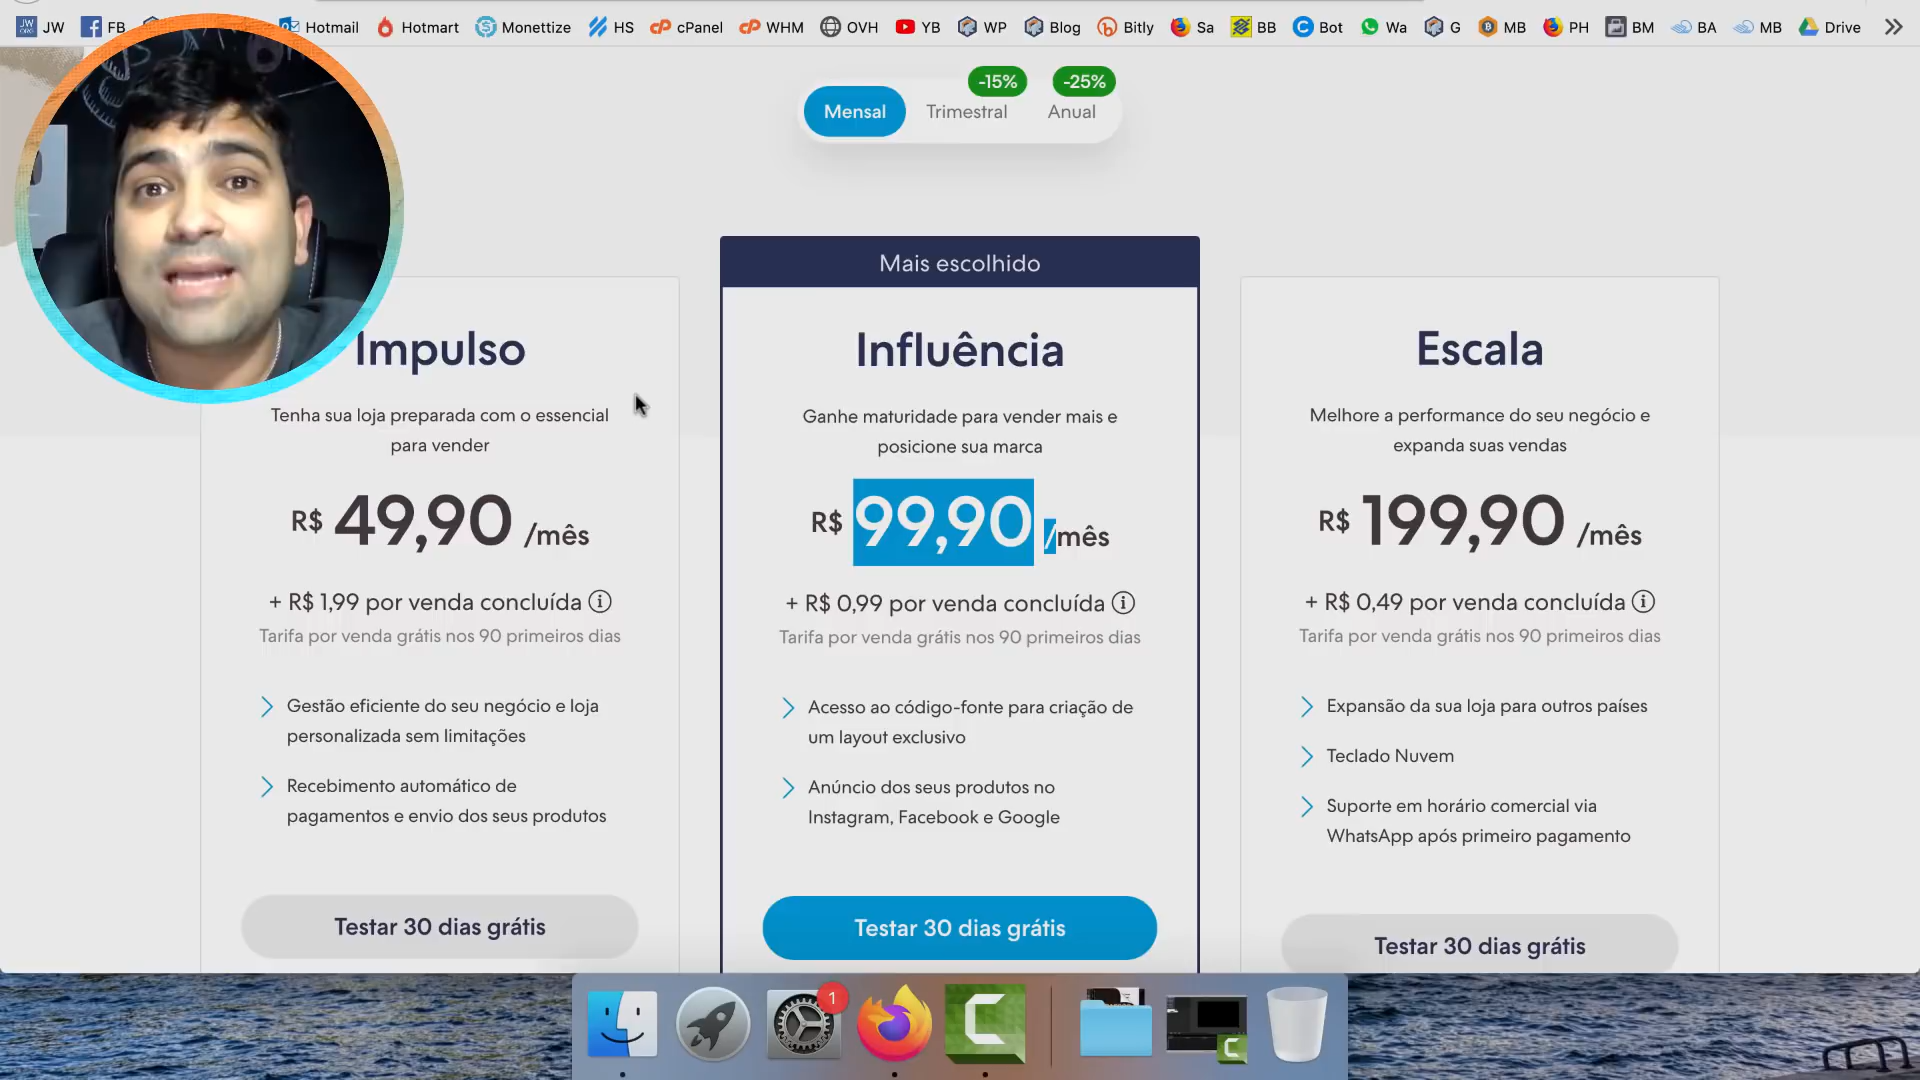 JW FB Hotmail Hotmart Monettize HS cPanel WHM OVH YB WP Blog Bitly Sa BB Bot Wa G MB PH BM BA MB Drive
-15% -25%
Mensal Trimestral Anual
Mais escolhido
Impulso
Tenha sua loja preparada com o essencial
para vender
R$ 49,90 /mês
+ R$ 1,99 por venda concluída
Tarifa por venda grátis nos 90 primeiros dias
Gestão eficiente do seu negócio e loja
personalizada sem limitações
Recebimento automático de
pagamentos e envio dos seus produtos
Testar 30 dias grátis
Influência
Ganhe maturidade para vender mais e
posicione sua marca
R$ 99,90 /mês
+ R$ 0,99 por venda concluída
Tarifa por venda grátis nos 90 primeiros dias
Acesso ao código-fonte para criação de
um layout exclusivo
Anúncio dos seus produtos no
Instagram, Facebook e Google
Testar 30 dias grátis
Escala
Melhore a performance do seu negócio e
expanda suas vendas
R$ 199,90 /mês
+ R$ 0,49 por venda concluída
Tarifa por venda grátis nos 90 primeiros dias
Expansão da sua loja para outros países
Teclado Nuvem
Suporte em horário comercial via
WhatsApp após primeiro pagamento
Testar 30 dias grátis
1